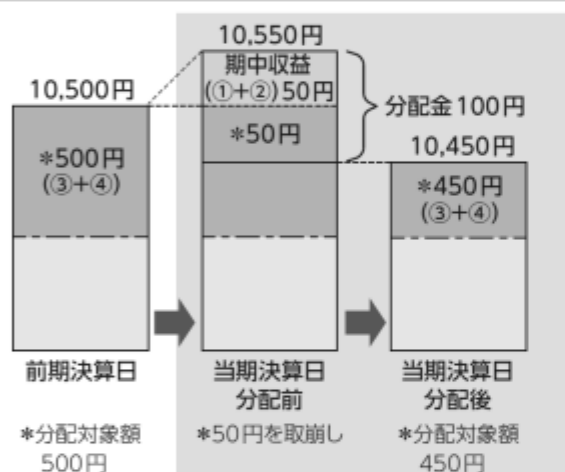 10,500円
*500円
(③+④)
前期決算日
*分配対象額
500円
10,550円
期中収益
(①+②)50円
*50円
分配金100円
当期決算日
分配前
*50円を取崩し
10,450円
*450円
(③+④)
当期決算日
分配後
*分配対象額
450円